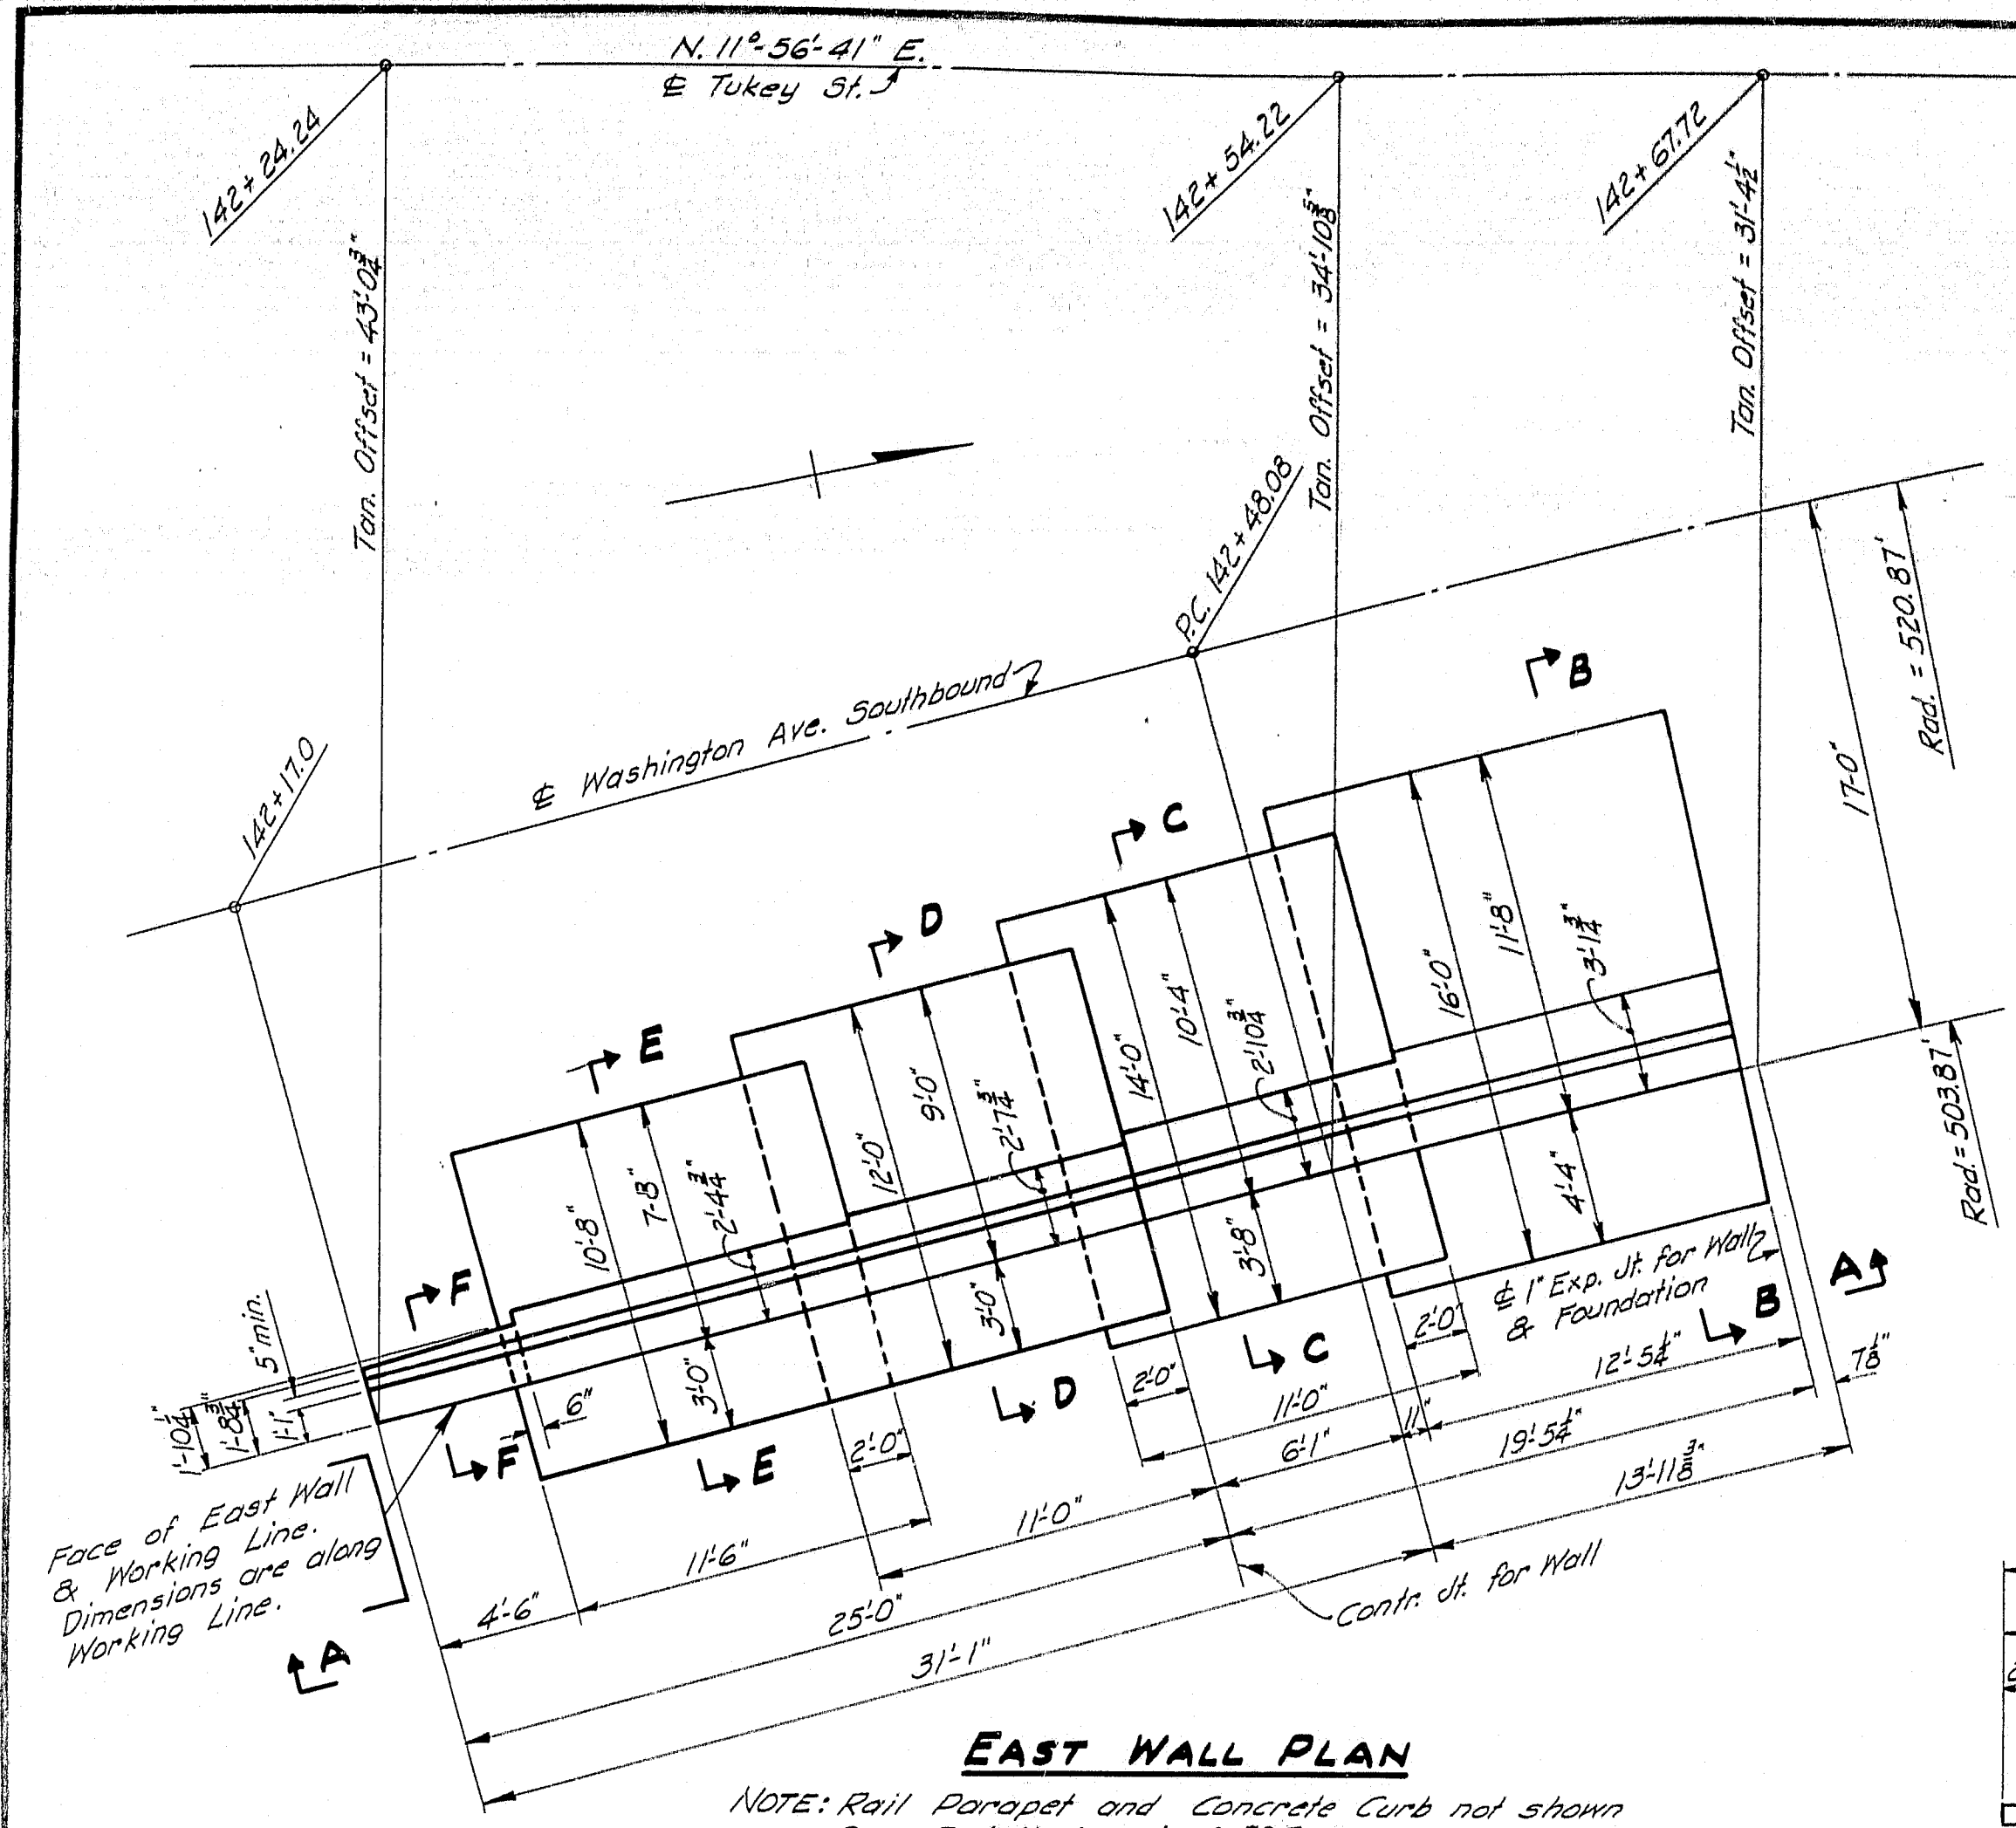 N. 11°-56'-41" E.
℄ Tukey St.
142+24.24
142+54.22
142+67.72
Tan. Offset = 43'-0¾"
Tan. Offset = 34'-10⅝"
Tan. Offset = 31'-4½"
P.C. 142+48.08
Rad. = 520.87'
17'-0"
℄ Washington Ave. Southbound
142+17.0
B
C
D
E
F
16'-0"
11'-8"
3'-1¾"
14'-0"
10'-4"
2'-10¾"
12'-0"
9'-0"
2'-7¾"
10'-8"
7'-8"
2'-4¾"
4'-4"
3'-8"
3'-0"
3'-0"
Rad. = 503.87'
℄ 1" Exp. Jt. for Wall
& Foundation
A
B
C
D
E
F
5" min.
1'-10¼"
1'-8¾"
1'-1"
6"
2'-0"
2'-0"
2'-0"
12'-5¼"
7⅛"
11'-0"
6'-1"
11"
19'-5¼"
13'-11⅜"
11'-0"
11'-6"
4'-6"
25'-0"
31'-1"
Contr. Jt. for Wall
Face of East Wall
& Working Line.
Dimensions are along
Working Line.
A
EAST WALL PLAN
NOTE: Rail Parapet and Concrete Curb not shown